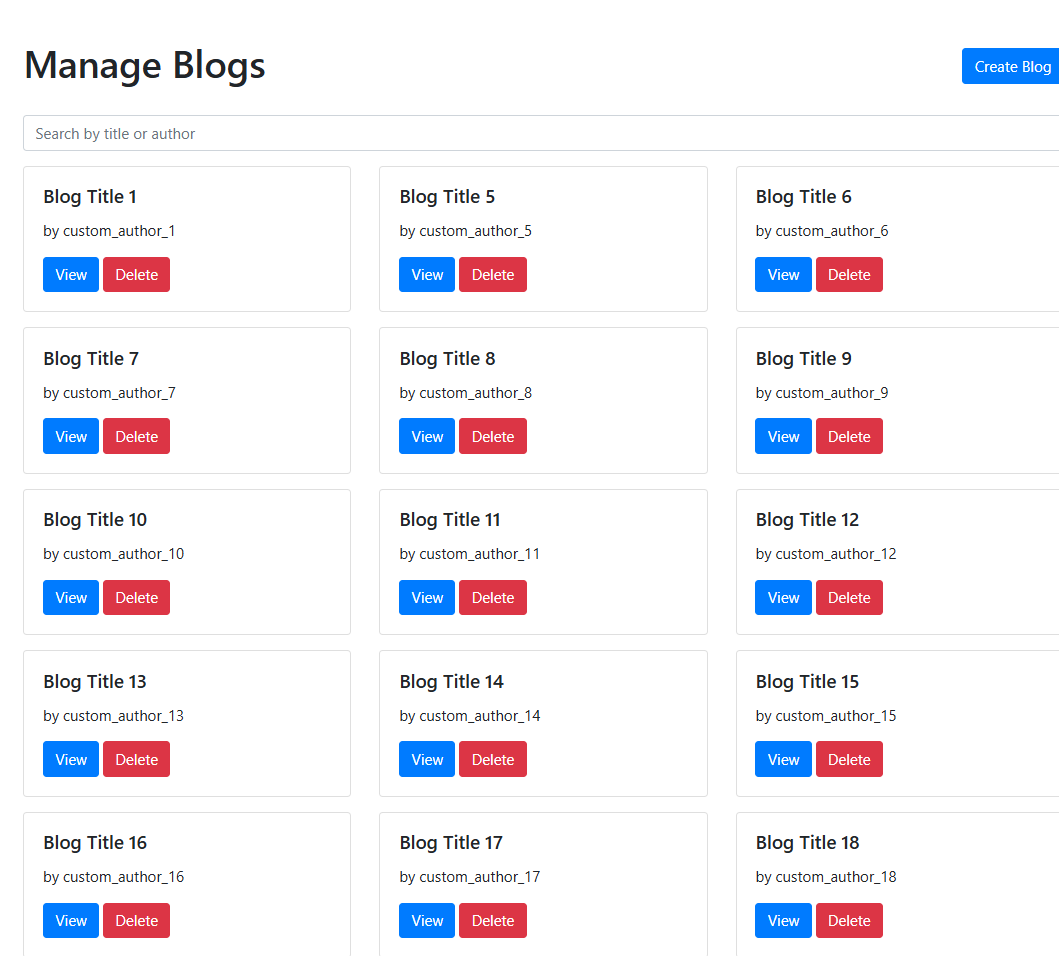 Manage Blogs
Create Blog
Search by title or author
Blog Title 1
by custom_author_1
View Delete
Blog Title 5
by custom_author_5
View Delete
Blog Title 6
by custom_author_6
View Delete
Blog Title 7
by custom_author_7
View Delete
Blog Title 8
by custom_author_8
View Delete
Blog Title 9
by custom_author_9
View Delete
Blog Title 10
by custom_author_10
View Delete
Blog Title 11
by custom_author_11
View Delete
Blog Title 12
by custom_author_12
View Delete
Blog Title 13
by custom_author_13
View Delete
Blog Title 14
by custom_author_14
View Delete
Blog Title 15
by custom_author_15
View Delete
Blog Title 16
by custom_author_16
View Delete
Blog Title 17
by custom_author_17
View Delete
Blog Title 18
by custom_author_18
View Delete